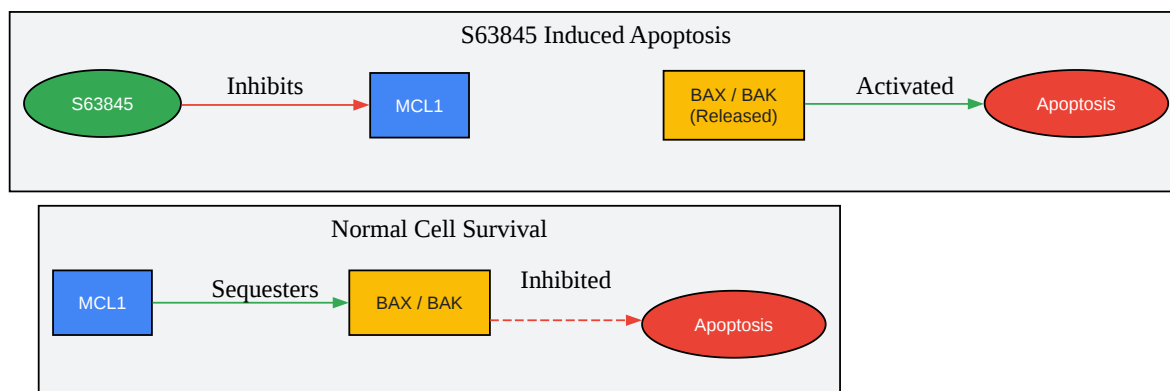 S63845 Induced Apoptosis
S63845
Inhibits
MCL1
BAX / BAK
(Released)
Activated
Apoptosis
Normal Cell Survival
MCL1
Sequesters
BAX / BAK
Inhibited
Apoptosis